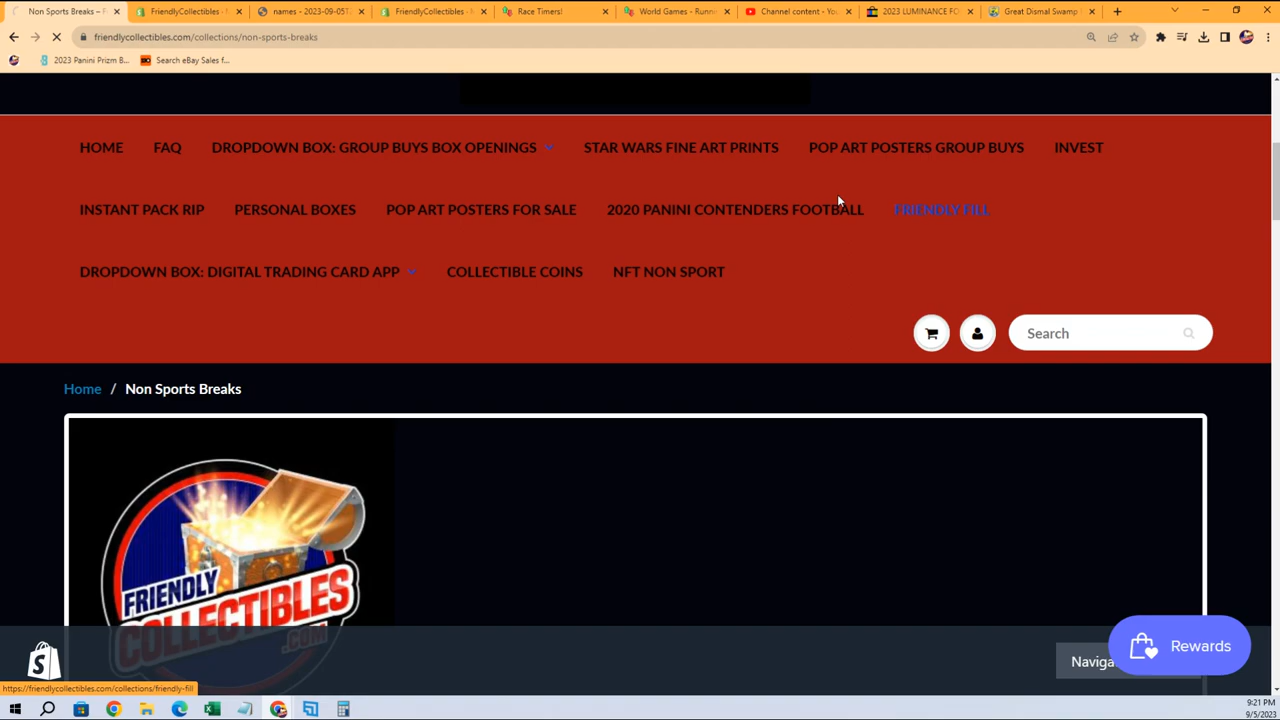 Non Sports Breaks – F
FriendlyCollectibles - N
names - 2023-09-05T
FriendlyCollectibles - M
Race Timers!
World Games - Runni
Channel content - You
2023 LUMINANCE FO
Great Dismal Swamp
friendlycollectibles.com/collections/non-sports-breaks
2023 Panini Prizm B...
Search eBay Sales f...
HOME FAQ DROPDOWN BOX: GROUP BUYS BOX OPENINGS STAR WARS FINE ART PRINTS POP ART POSTERS GROUP BUYS INVEST
INSTANT PACK RIP PERSONAL BOXES POP ART POSTERS FOR SALE 2020 PANINI CONTENDERS FOOTBALL FRIENDLY FILL
DROPDOWN BOX: DIGITAL TRADING CARD APP COLLECTIBLE COINS NFT NON SPORT
Search
Home / Non Sports Breaks
FRIENDLY
COLLECTIBLES
.COM
Naviga
Rewards
https://friendlycollectibles.com/collections/friendly-fill
9:21 PM
9/5/2023